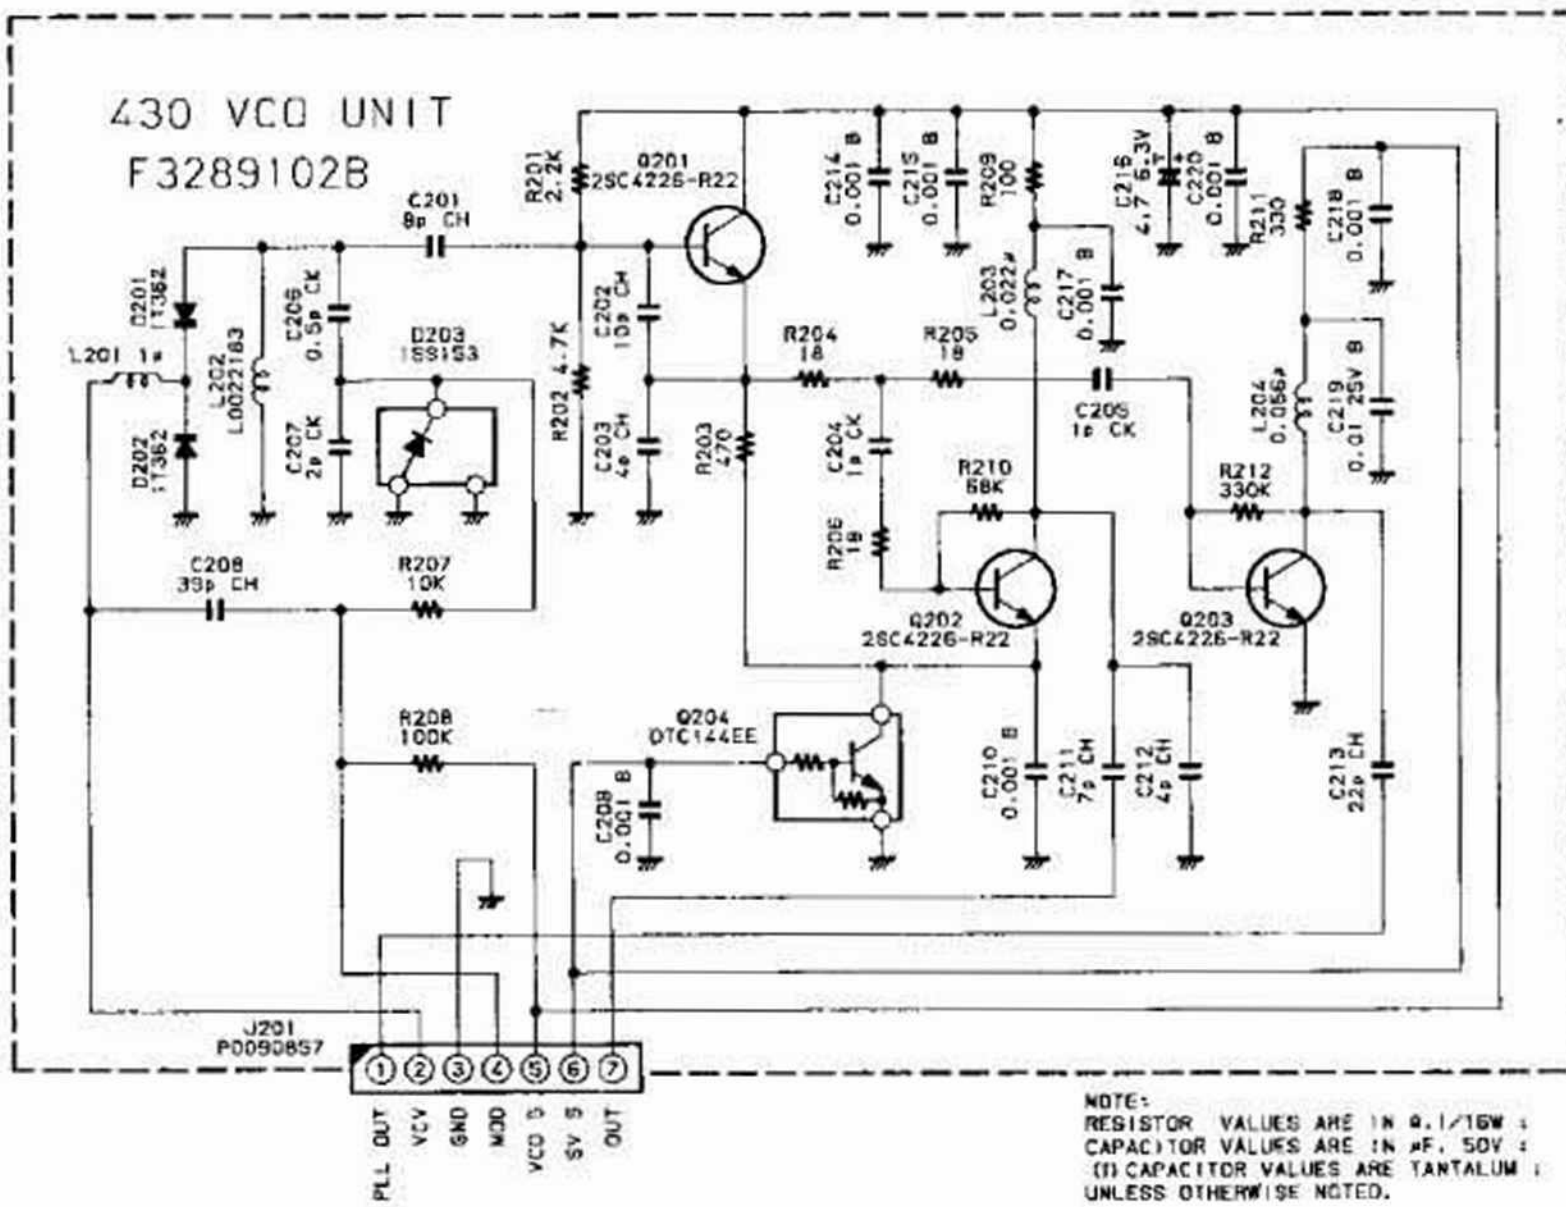 430 VCO UNIT
F3289102B
C201
8p CH
R201
2.2K
Q201
2SC4226-R22
C214
0.001 B
C215
0.001 B
R209
100
C216
4.7 6.3V
T
+
C220
0.001 B
R211
330
C218
0.001 B
D201
1T362
L201 1μ
D202
1T362
L202
L0022183
C206
0.5p CK
C207
2p CK
D203
1SS153
R202 4.7K
C202
10p CH
C203
4p CH
R203
470
R204
18
R205
18
C204
1p CK
R206
18
L203
0.022μ
C217
0.001 B
C205
1p CK
L204
0.056μ
C219
0.01 25V B
R210
68K
R212
330K
C208
39p CH
R207
10K
Q202
2SC4226-R22
Q203
2SC4226-R22
R208
100K
Q204
DTC144EE
C208
0.001 B
C210
0.001 B
C211
7p CH
C212
4p CH
C213
22p CH
J201
P0090857
1 2 3 4 5 6 7
PLL OUT
VCV
GND
MOD
VCO 5
5V S
OUT
NOTE:
RESISTOR VALUES ARE IN Ω. 1/16W ;
CAPACITOR VALUES ARE IN μF. 50V ;
(T) CAPACITOR VALUES ARE TANTALUM ;
UNLESS OTHERWISE NOTED.